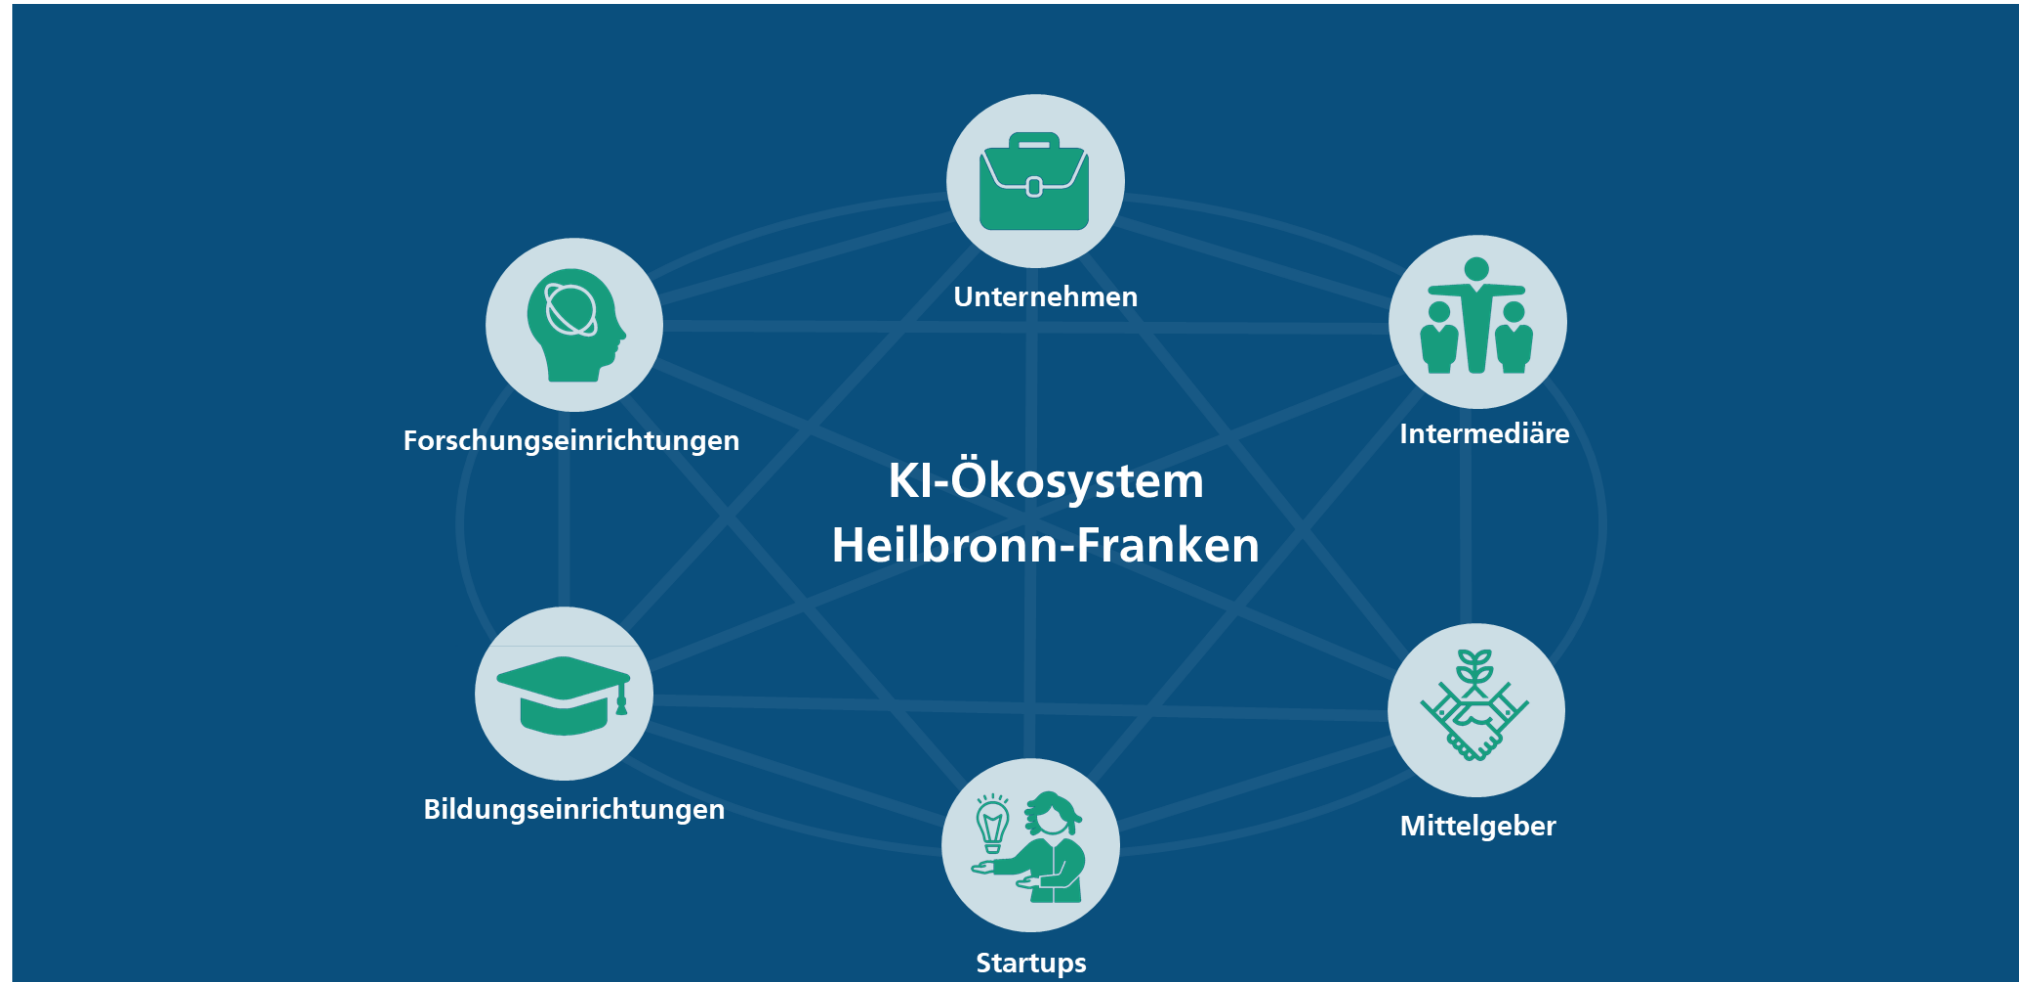 Unternehmen
Forschungseinrichtungen
Intermediäre
KI-Ökosystem
Heilbronn-Franken
Bildungseinrichtungen
Mittelgeber
Startups